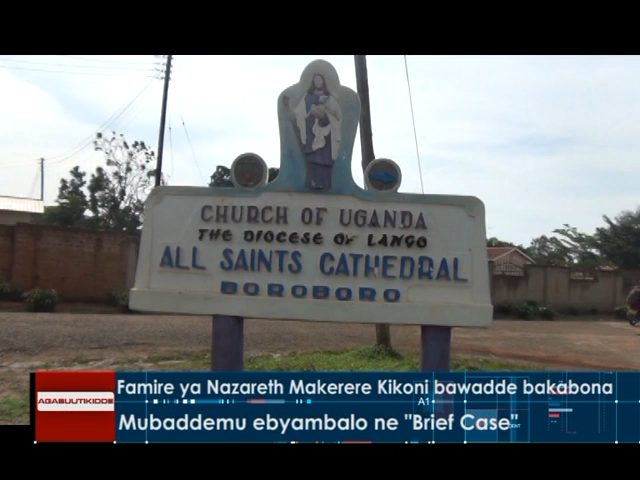 CHURCH OF UGANDA
THE DIOCESE OF LANGO
ALL SAINTS CATHEDRAL
BOROBORO
AGABUUTIKIDDE
Famire ya Nazareth Makerere Kikoni bawadde bakabona
A1
Mubaddemu ebyambalo ne "Brief Case"